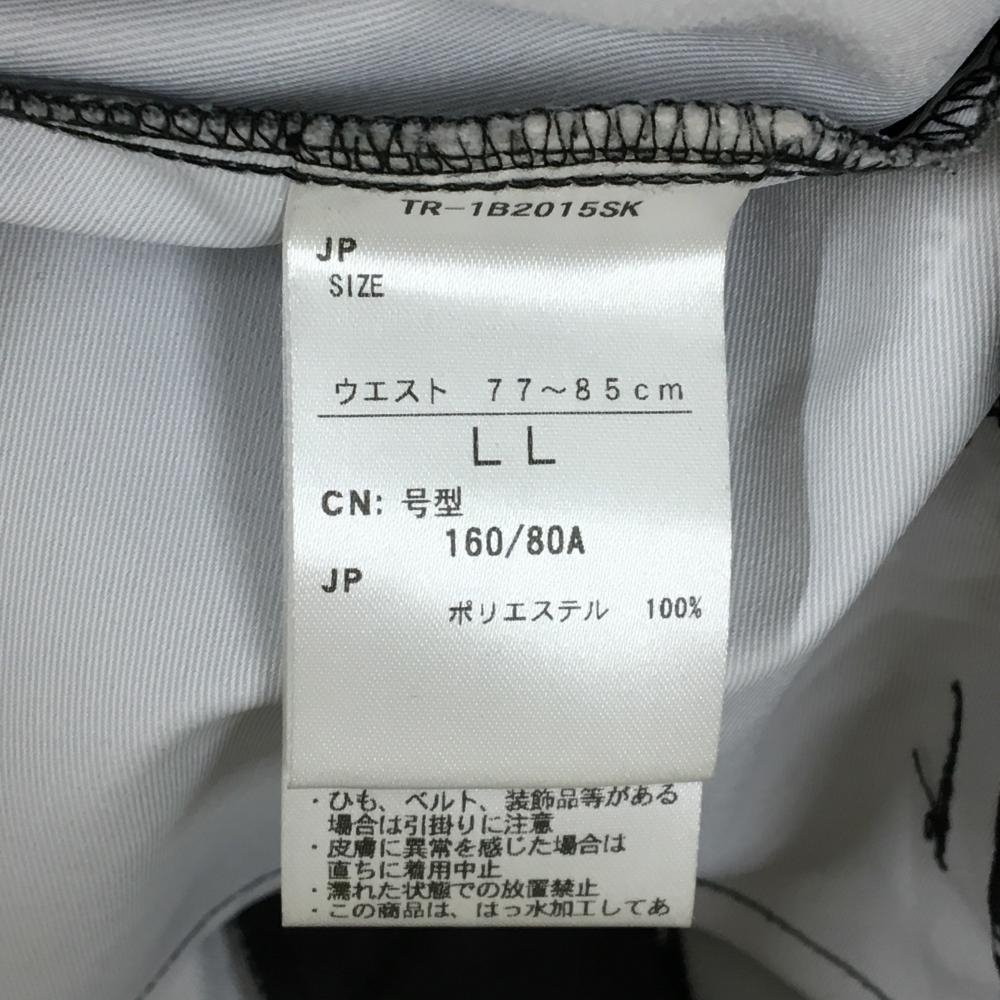 TR-1B2015SK
JP
SIZE
ウエスト 77～85cm
LL
CN: 号型
160/80A
JP
ポリエステル 100%
・ひも、ベルト、装飾品等がある
場合は引掛りに注意
・皮膚に異常を感じた場合は
直ちに着用中止
・濡れた状態での放置禁止
・この商品は、はっ水加工してあ